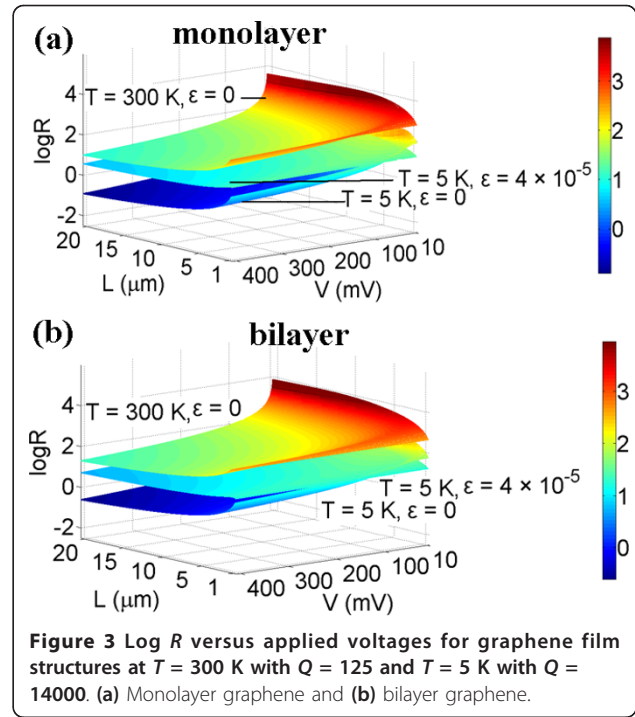 (a) monolayer
T = 300 K, ε = 0
T = 5 K, ε = 4 × 10⁻⁵
T = 5 K, ε = 0
logR
4
2
0
-2
20
15
10
5
1
L (μm)
400
300
200
100
10
V (mV)
3
2
1
0
(b) bilayer
T = 300 K, ε = 0
T = 5 K, ε = 4 × 10⁻⁵
T = 5 K, ε = 0
logR
4
2
0
-2
20
15
10
5
1
L (μm)
400
300
200
100
10
V (mV)
3
2
1
0
Figure 3 Log R versus applied voltages for graphene film
structures at T = 300 K with Q = 125 and T = 5 K with Q =
14000. (a) Monolayer graphene and (b) bilayer graphene.